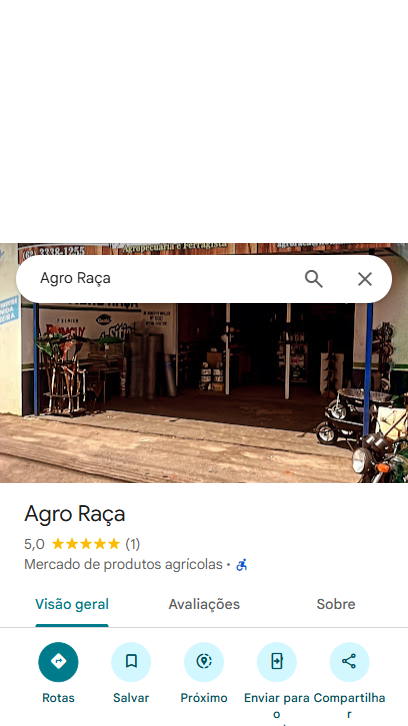 3338-1255
Agropecuária e Ferragista
Agro Raça
PREMIUM
Agro Raça
5,0 (1)
Mercado de produtos agrícolas •
Visão geral
Avaliações
Sobre
Rotas
Salvar
Próximo
Enviar para o
Compartilhar